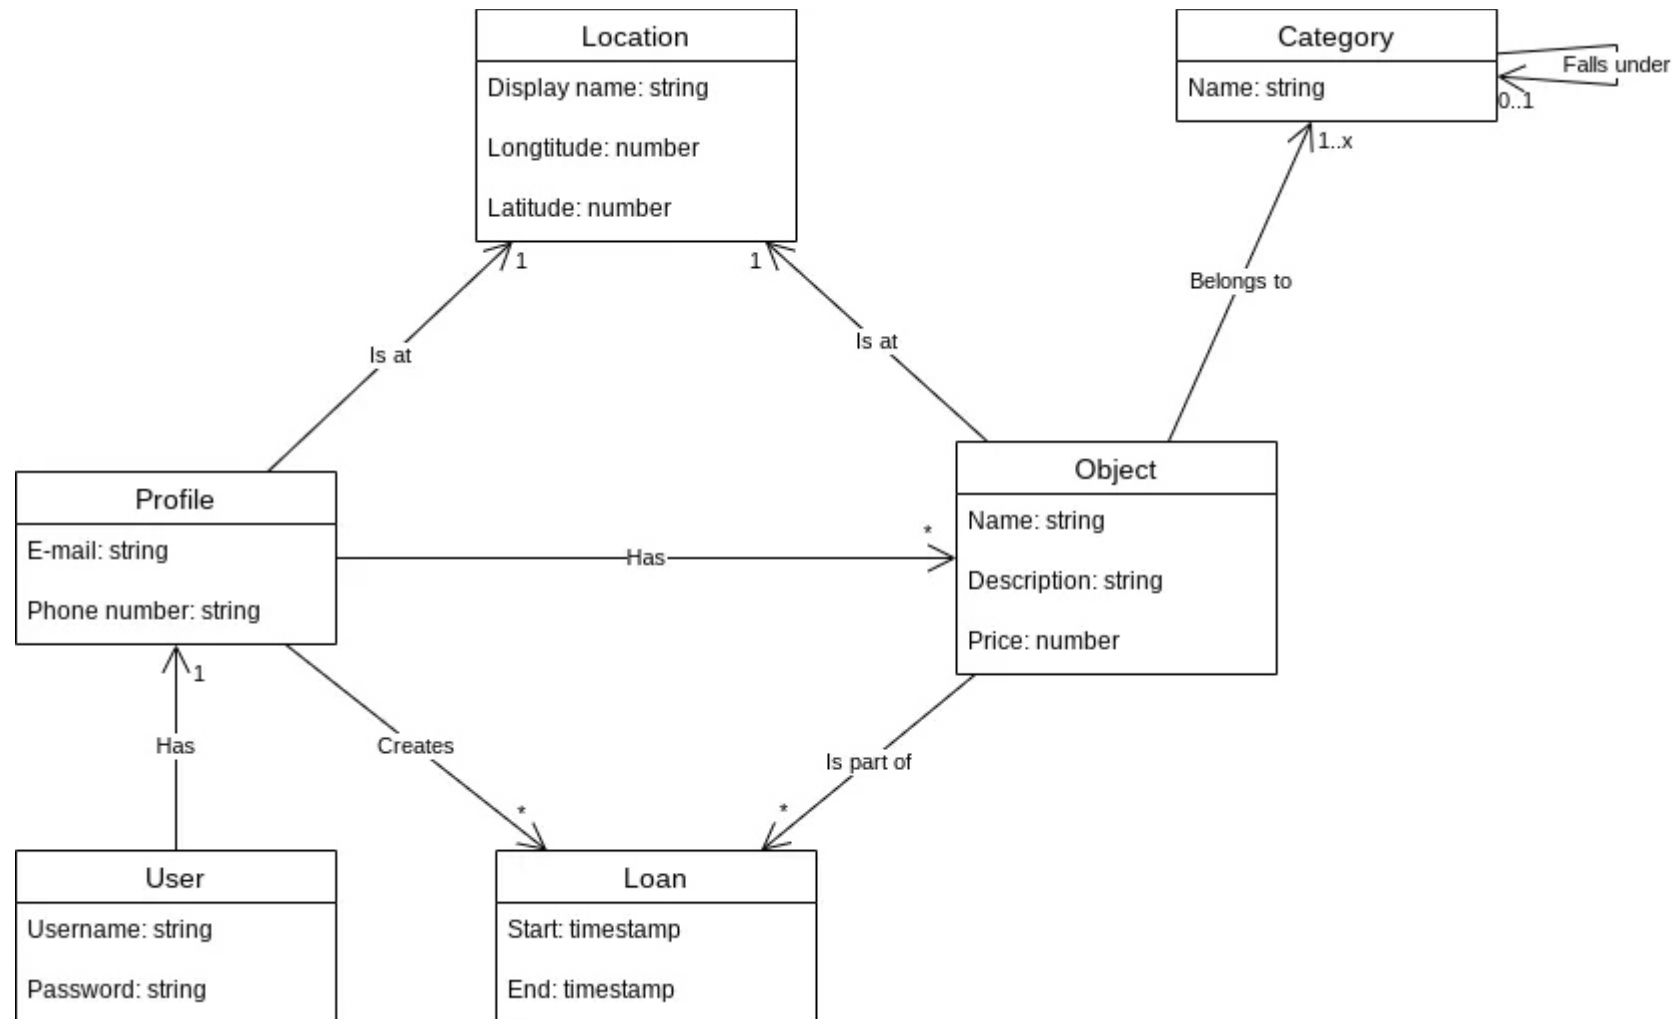 Location
Display name: string
Longtitude: number
Latitude: number
Category
Name: string
Falls under
0..1
1..x
1
1
Belongs to
Is at
Is at
Profile
E-mail: string
Phone number: string
Has
*
Object
Name: string
Description: string
Price: number
1
Has
Creates
*
Is part of
*
User
Username: string
Password: string
Loan
Start: timestamp
End: timestamp